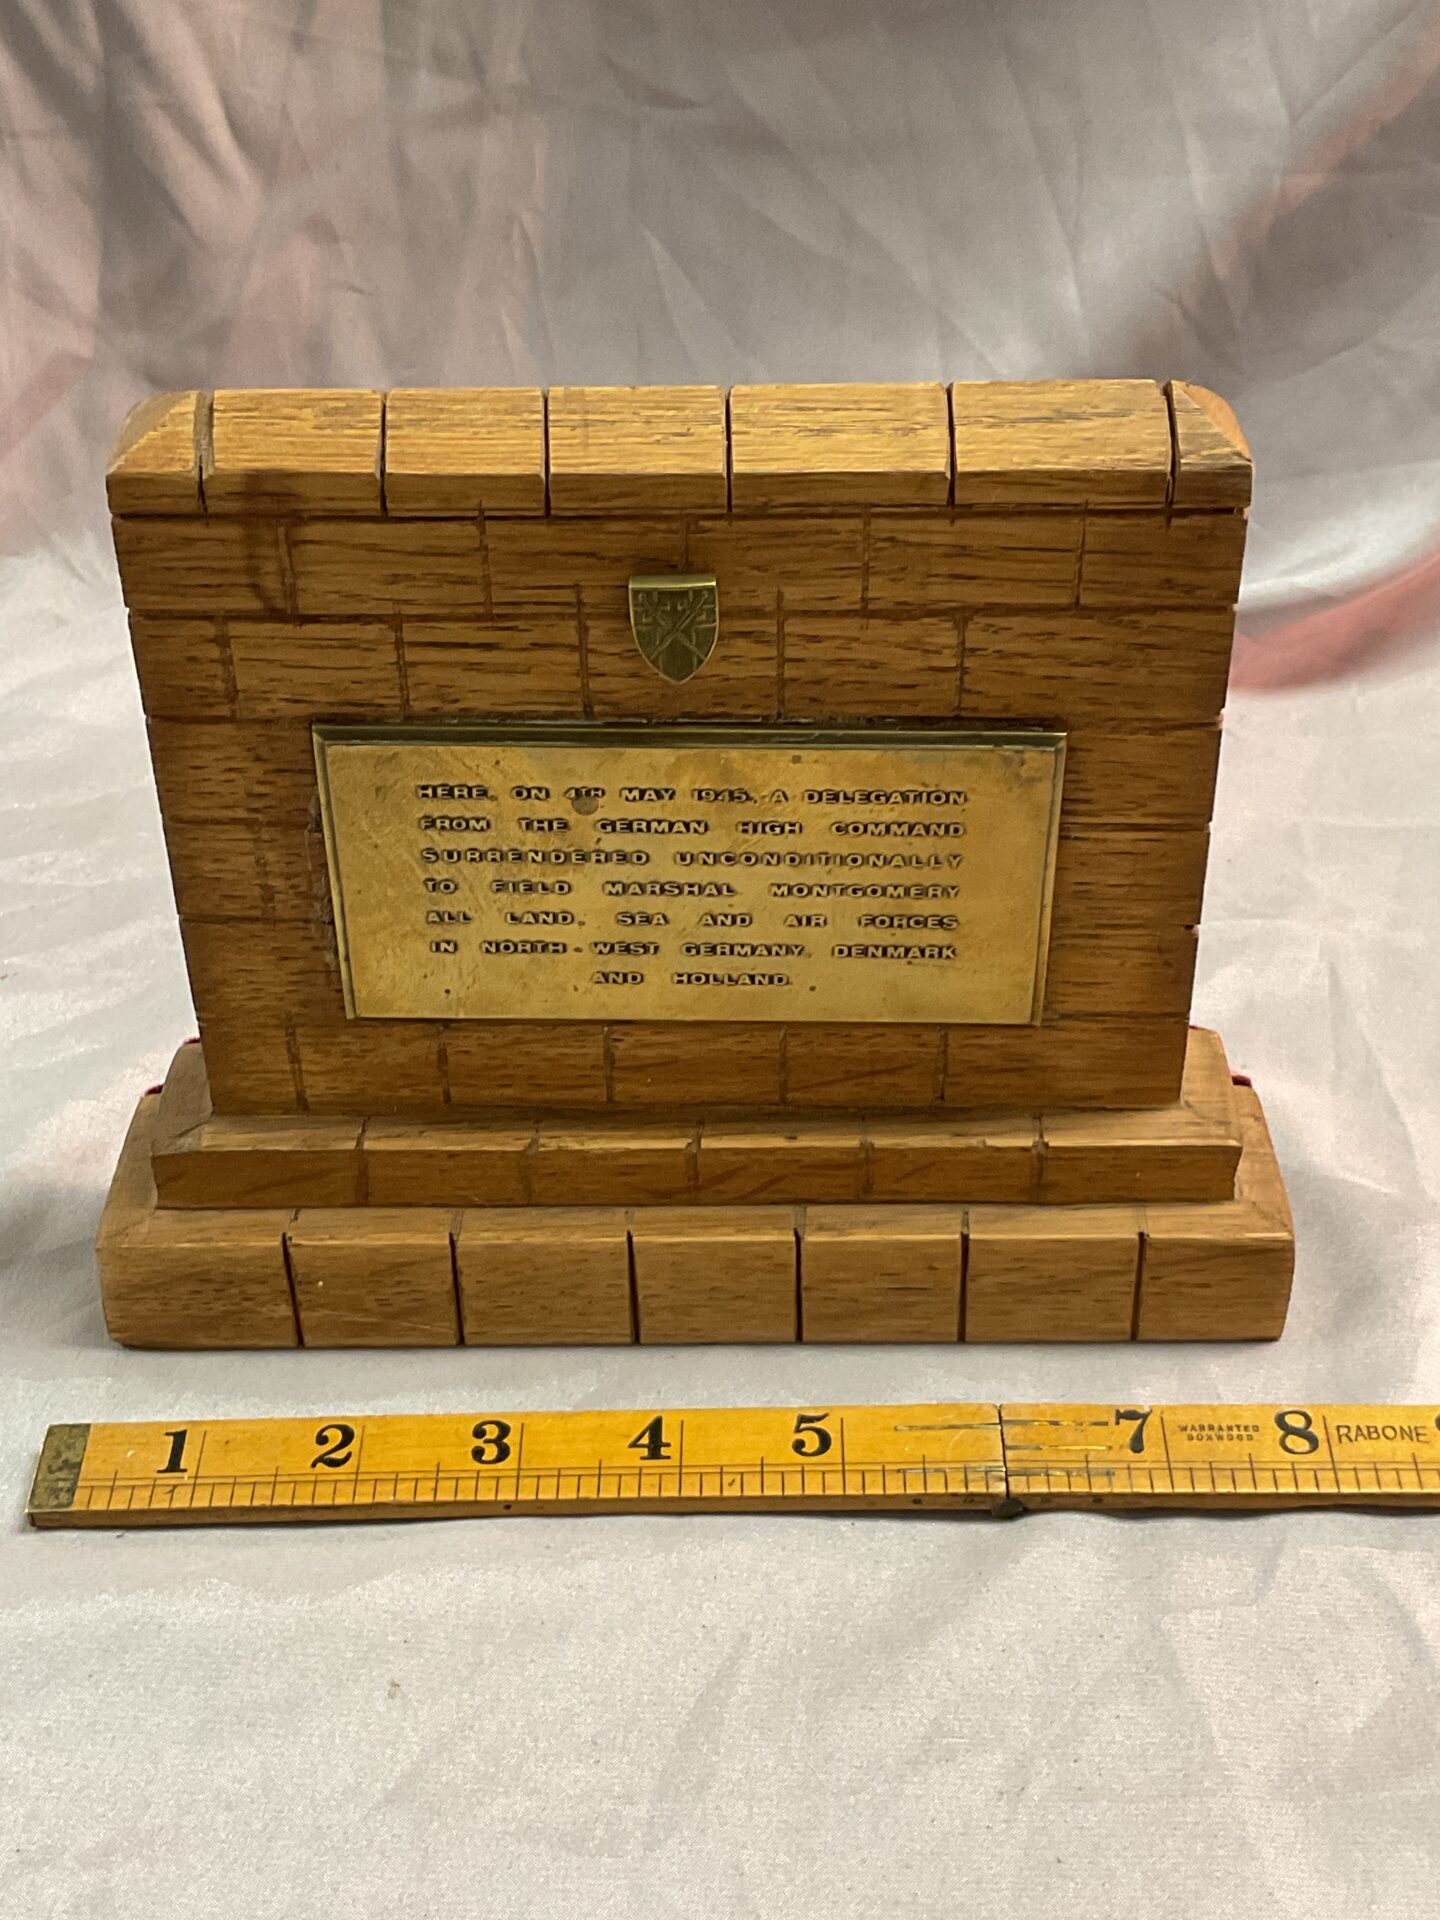 HERE, ON 4TH MAY 1945, A DELEGATION
FROM THE GERMAN HIGH COMMAND
SURRENDERED UNCONDITIONALLY
TO FIELD MARSHAL MONTGOMERY
ALL LAND, SEA AND AIR FORCES
IN NORTH-WEST GERMANY, DENMARK
AND HOLLAND.
1 2 3 4 5 7 WARRANTED 8 RABONE
BOXWOOD